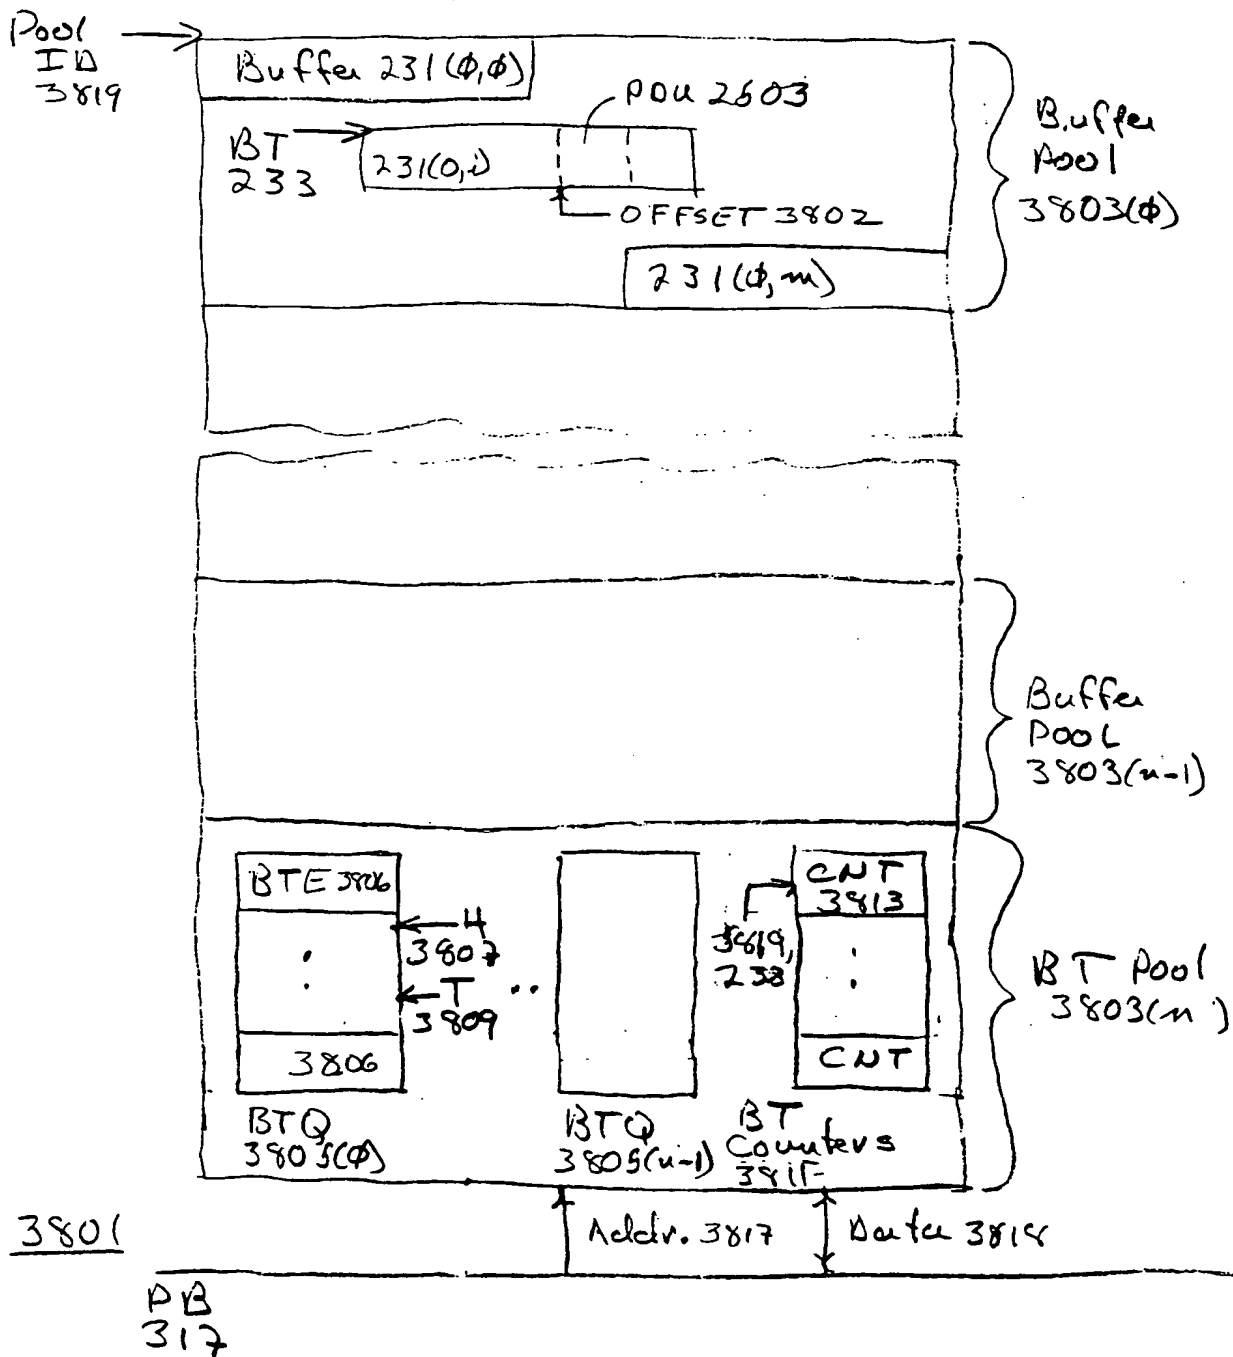 Pool
ID
3819
Buffer 231(φ,φ)
PDU 2603
BT
233
231(0,i)
OFFSET 3802
231(φ,m)
Buffer
Pool
3803(φ)
Buffer
POOL
3803(n-1)
BTE 3806
H
3807
T
3809
3806
BTQ
3805(φ)
BTQ
3805(n-1)
3819,
233
CNT
3813
CNT
BT
Counters
BT Pool
3803(n)
Addr. 3817
Data 3818
3801
PB
317